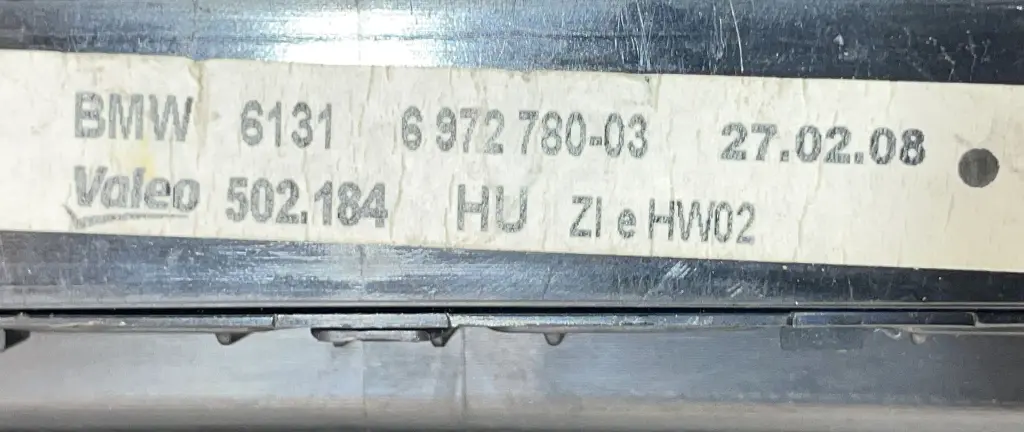 BMW 6131 6 972 780-03 27.02.08
Valeo 502.184 HU ZI e HW02